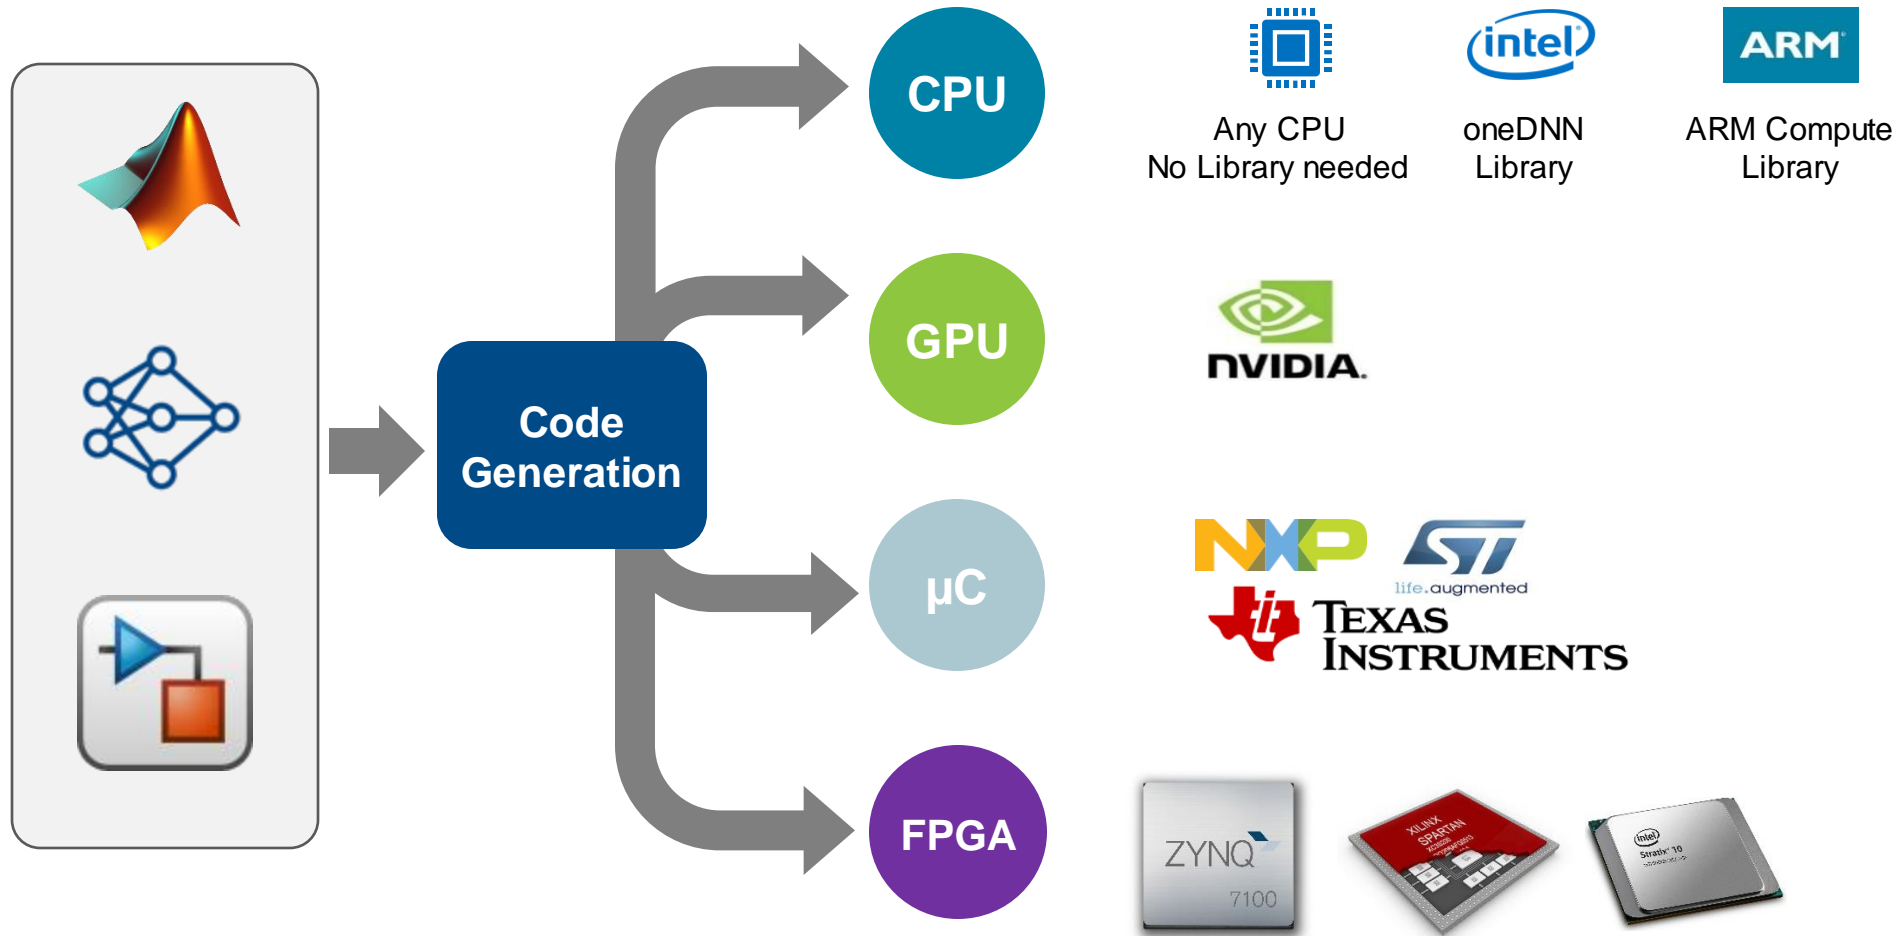 CPU
intel
ARM
Any CPU
No Library needed
oneDNN
Library
ARM Compute
Library
GPU
NVIDIA.
Code
Generation
µC
NXP
ST
life.augmented
TEXAS
INSTRUMENTS
FPGA
ZYNQ
7100
XILINX
SPARTAN
intel
Stratix® 10